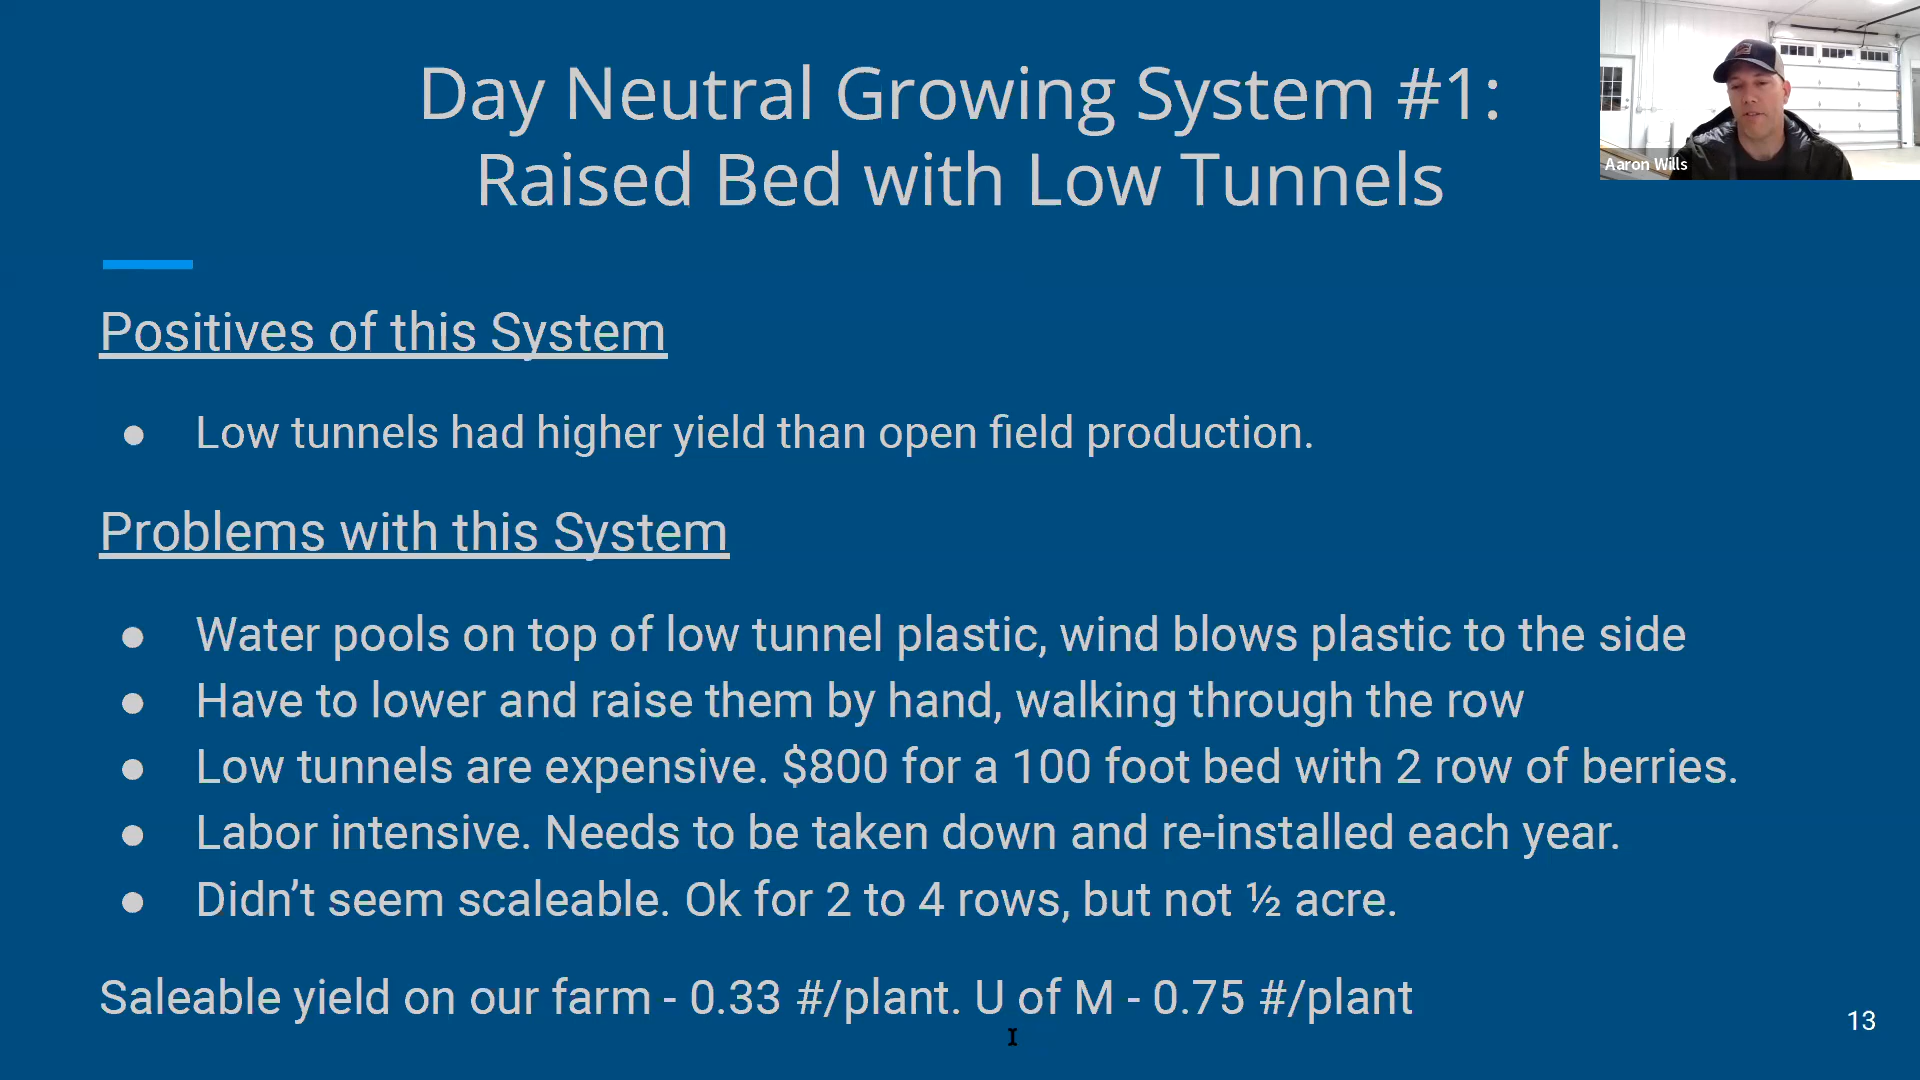 Day Neutral Growing System #1:
Raised Bed with Low Tunnels
Aaron Wills
Positives of this System
● Low tunnels had higher yield than open field production.
Problems with this System
● Water pools on top of low tunnel plastic, wind blows plastic to the side
● Have to lower and raise them by hand, walking through the row
● Low tunnels are expensive. $800 for a 100 foot bed with 2 row of berries.
● Labor intensive. Needs to be taken down and re-installed each year.
● Didn’t seem scaleable. Ok for 2 to 4 rows, but not ½ acre.
Saleable yield on our farm - 0.33 #/plant. U of M - 0.75 #/plant
13